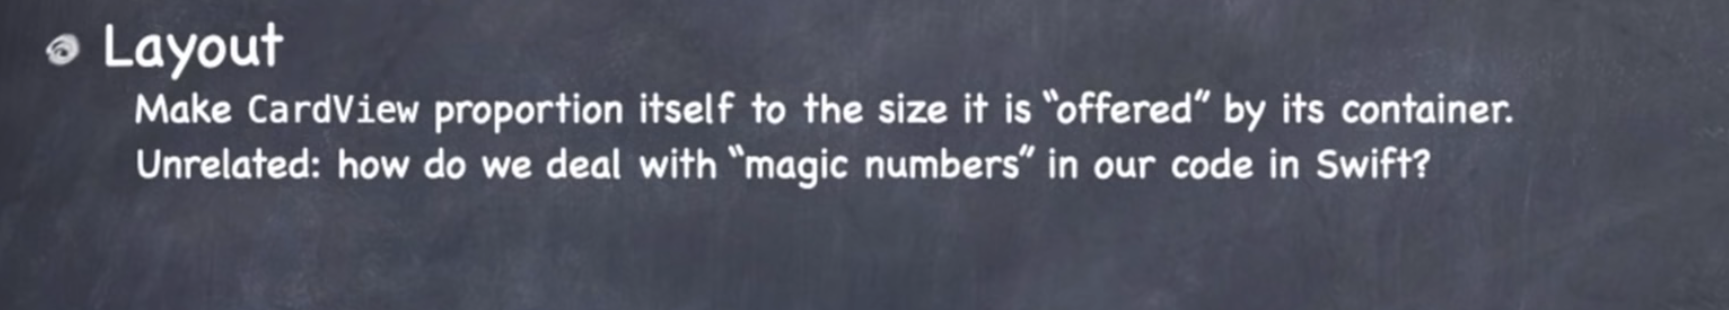 Layout
Make CardView proportion itself to the size it is “offered” by its container.
Unrelated: how do we deal with “magic numbers” in our code in Swift?